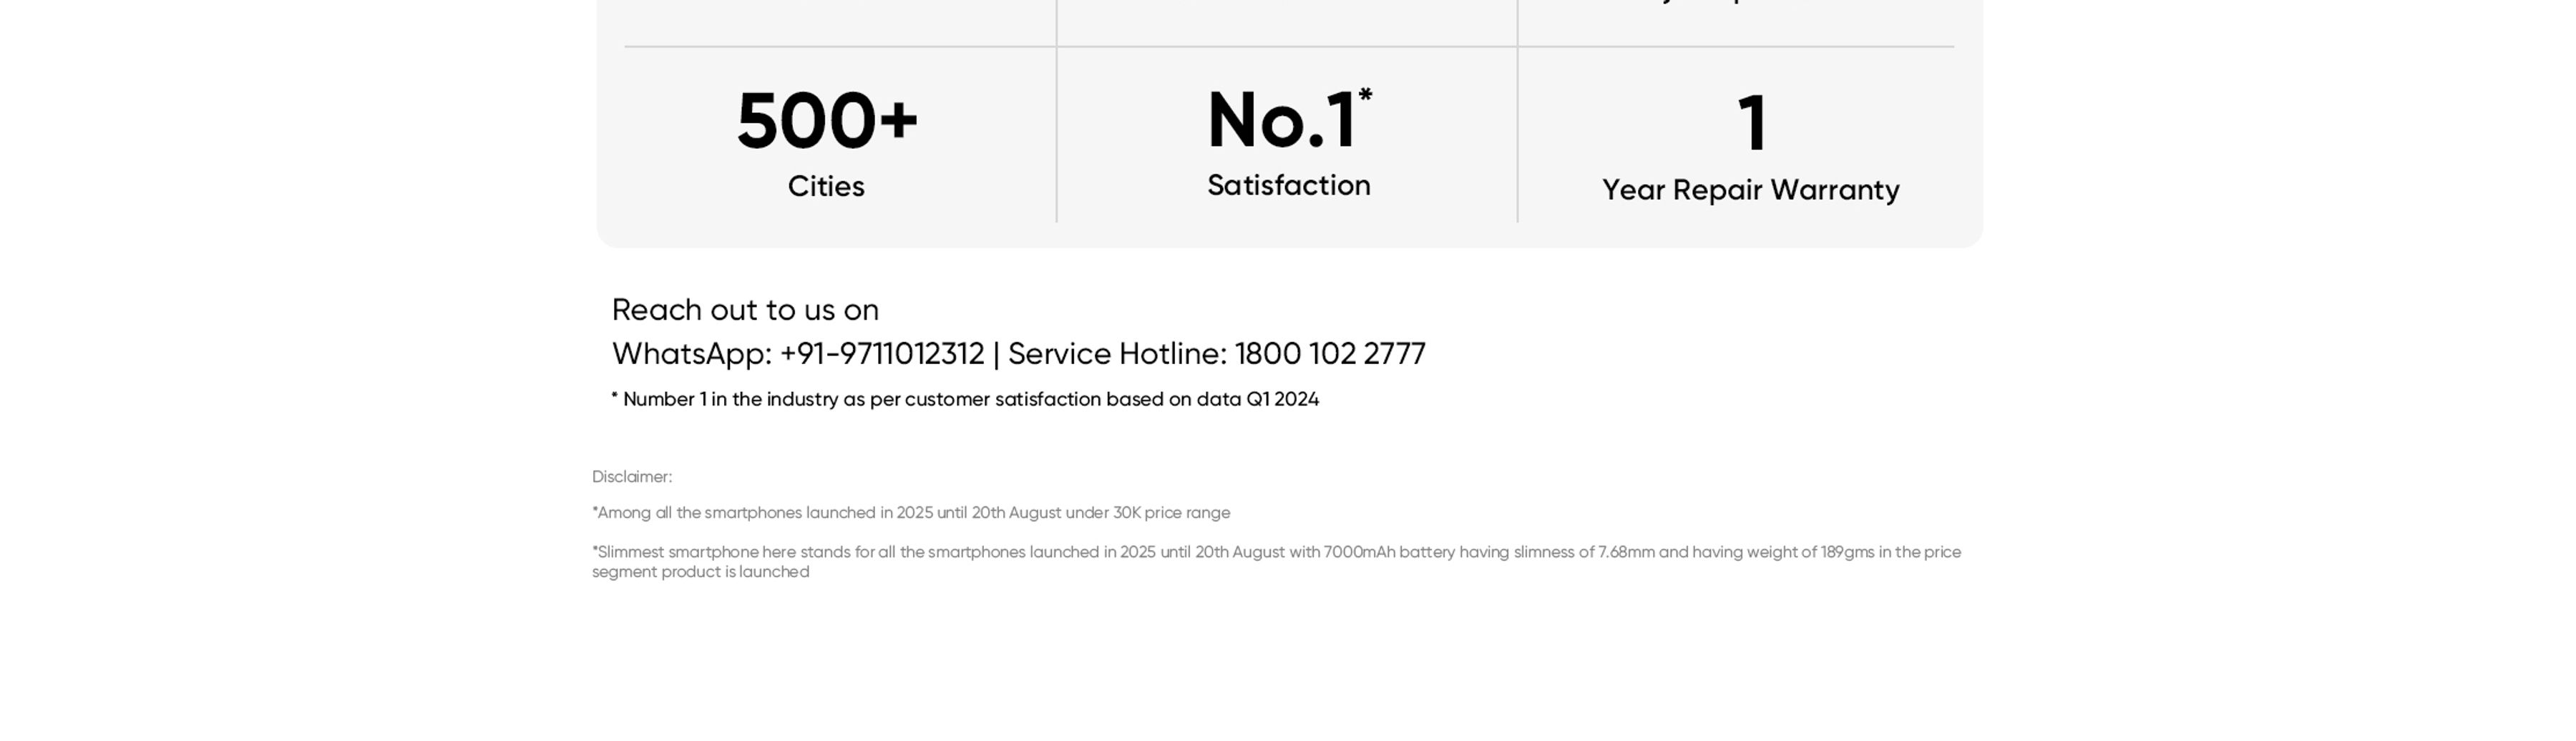 500+
Cities
No.1*
Satisfaction
1
Year Repair Warranty
Reach out to us on
WhatsApp: +91-9711012312 | Service Hotline: 1800 102 2777
* Number 1 in the industry as per customer satisfaction based on data Q1 2024
Disclaimer:
*Among all the smartphones launched in 2025 until 20th August under 30K price range
*Slimmest smartphone here stands for all the smartphones launched in 2025 until 20th August with 7000mAh battery having slimness of 7.68mm and having weight of 189gms in the price
segment product is launched